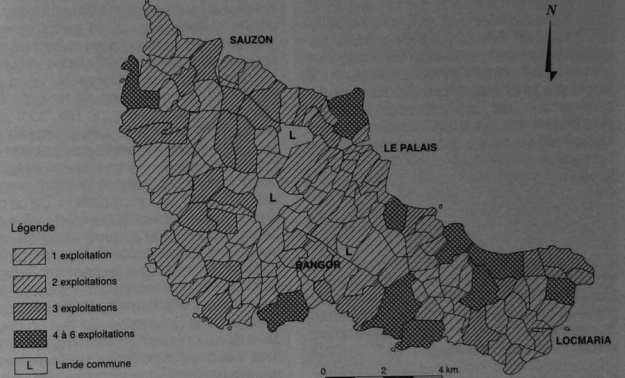 N
SAUZON
L
LE PALAIS
L
Légende
1 exploitation
L
BANGOR
2 exploitations
3 exploitations
4 à 6 exploitations
LOCMARIA
L Lande commune
0 2 4 km